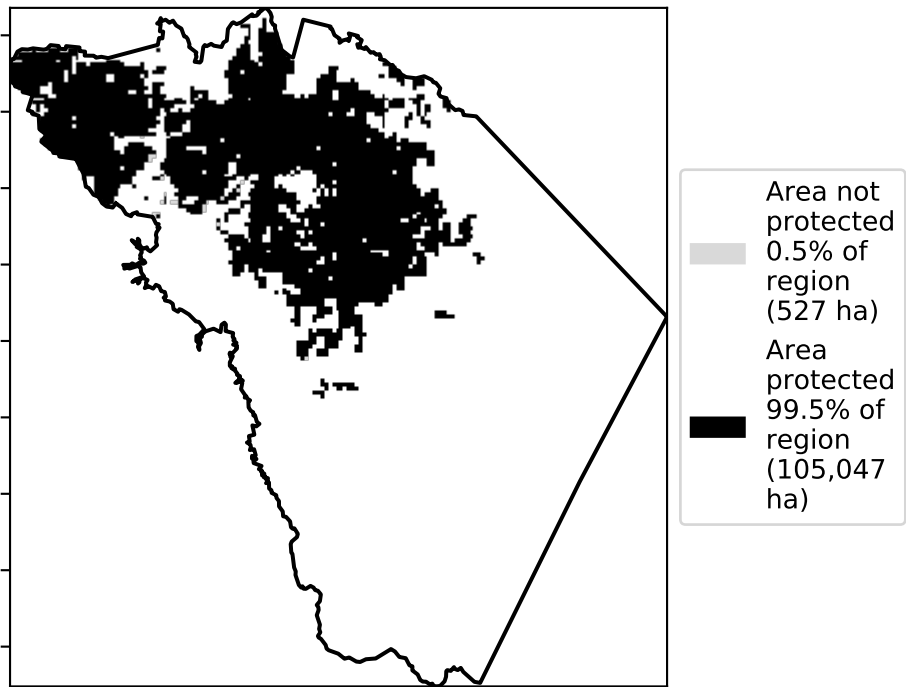 Area not
protected
0.5% of
region
(527 ha)
Area
protected
99.5% of
region
(105,047
ha)